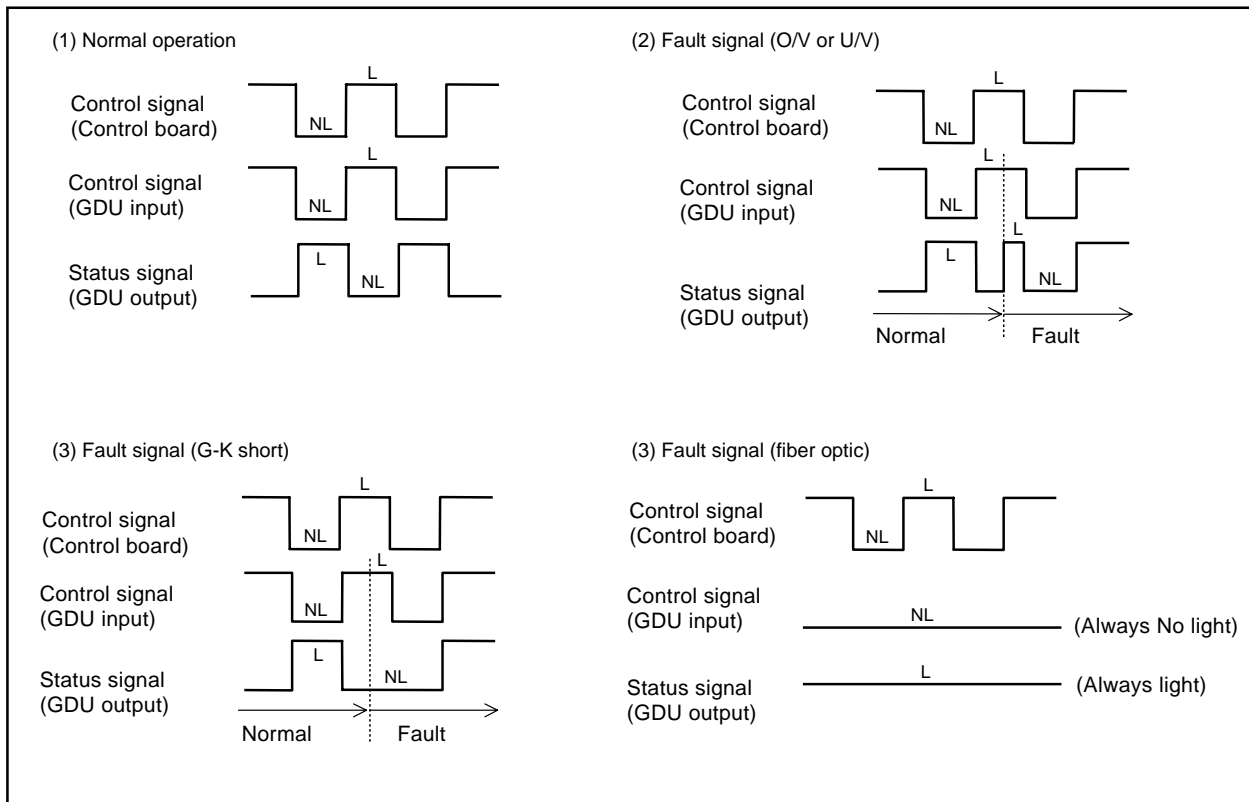 (1) Normal operation
L
Control signal
(Control board)
NL
L
Control signal
(GDU input)
NL
Status signal
(GDU output)
L
NL
(2) Fault signal (O/V or U/V)
L
Control signal
(Control board)
NL
L
Control signal
(GDU input)
NL
L
Status signal
(GDU output)
L
NL
Normal
Fault
(3) Fault signal (G-K short)
L
Control signal
(Control board)
NL
L
Control signal
(GDU input)
NL
Status signal
(GDU output)
L
NL
Normal
Fault
(3) Fault signal (fiber optic)
L
Control signal
(Control board)
NL
Control signal
(GDU input)
NL
(Always No light)
Status signal
(GDU output)
L
(Always light)